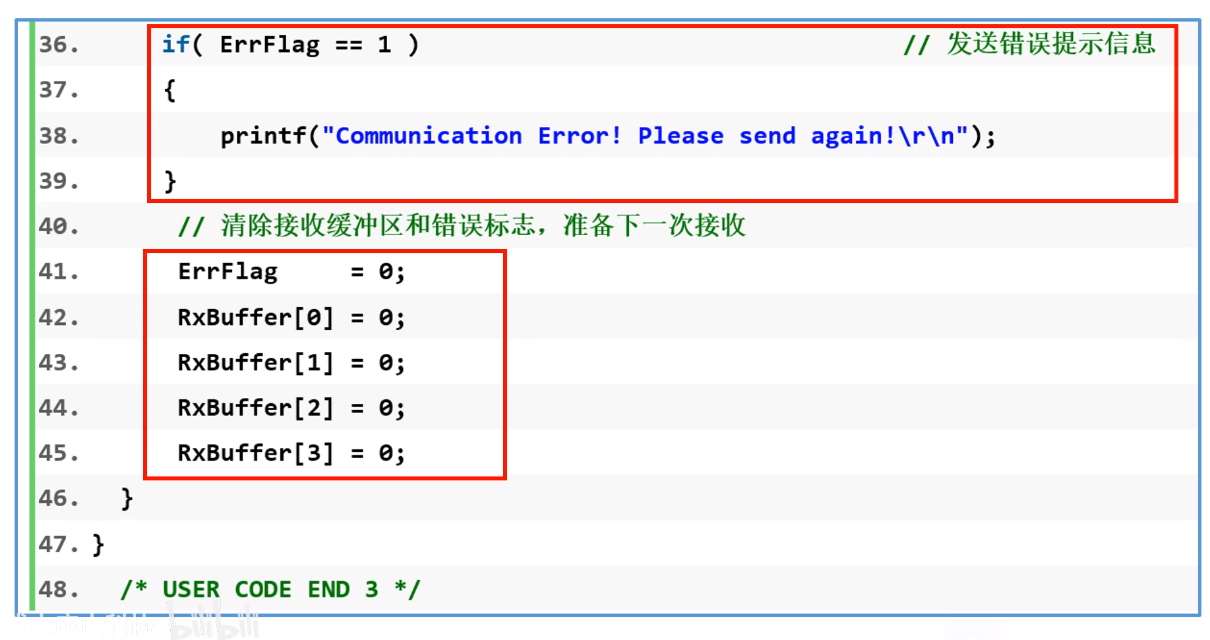 36. if( ErrFlag == 1 ) // 发送错误提示信息
37. {
38. printf("Communication Error! Please send again!\r\n");
39. }
40. // 清除接收缓冲区和错误标志，准备下一次接收
41. ErrFlag = 0;
42. RxBuffer[0] = 0;
43. RxBuffer[1] = 0;
44. RxBuffer[2] = 0;
45. RxBuffer[3] = 0;
46. }
47. }
48. /* USER CODE END 3 */
bilibili